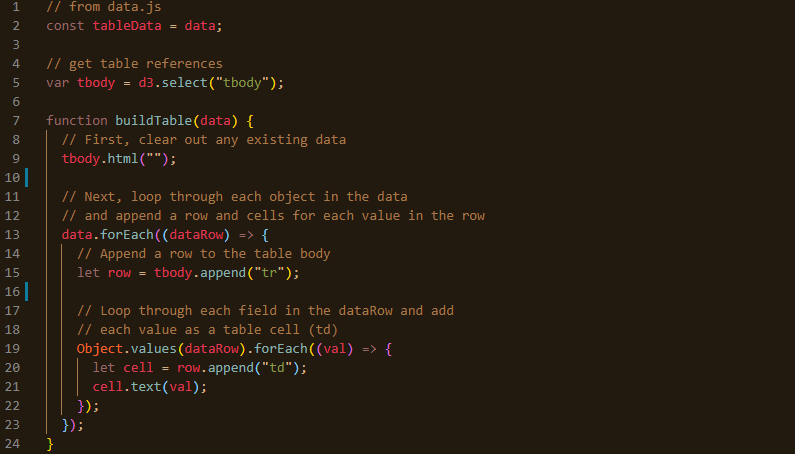 1 // from data.js
2 const tableData = data;
3
4 // get table references
5 var tbody = d3.select("tbody");
6
7 function buildTable(data) {
8   // First, clear out any existing data
9   tbody.html("");
10
11   // Next, loop through each object in the data
12   // and append a row and cells for each value in the row
13   data.forEach((dataRow) => {
14     // Append a row to the table body
15     let row = tbody.append("tr");
16
17     // Loop through each field in the dataRow and add
18     // each value as a table cell (td)
19     Object.values(dataRow).forEach((val) => {
20       let cell = row.append("td");
21       cell.text(val);
22     });
23   });
24 }